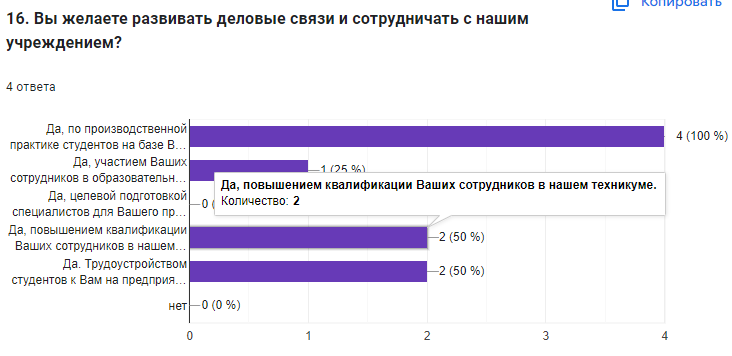 Копировать
16. Вы желаете развивать деловые связи и сотрудничать с нашим
учреждением?
4 ответа
Да, по производственной
практике студентов на базе В…
4 (100 %)
Да, участием Ваших
сотрудников в образовательн…
1 (25 %)
Да, повышением квалификации Ваших сотрудников в нашем техникуме.
Количество: 2
Да, целевой подготовкой
специалистов для Вашего пр…
0 (
Да, повышением квалификации
Ваших сотрудников в нашем…
2 (50 %)
Да. Трудоустройством
студентов к Вам на предприя…
2 (50 %)
нет
0 (0 %)
0 1 2 3 4